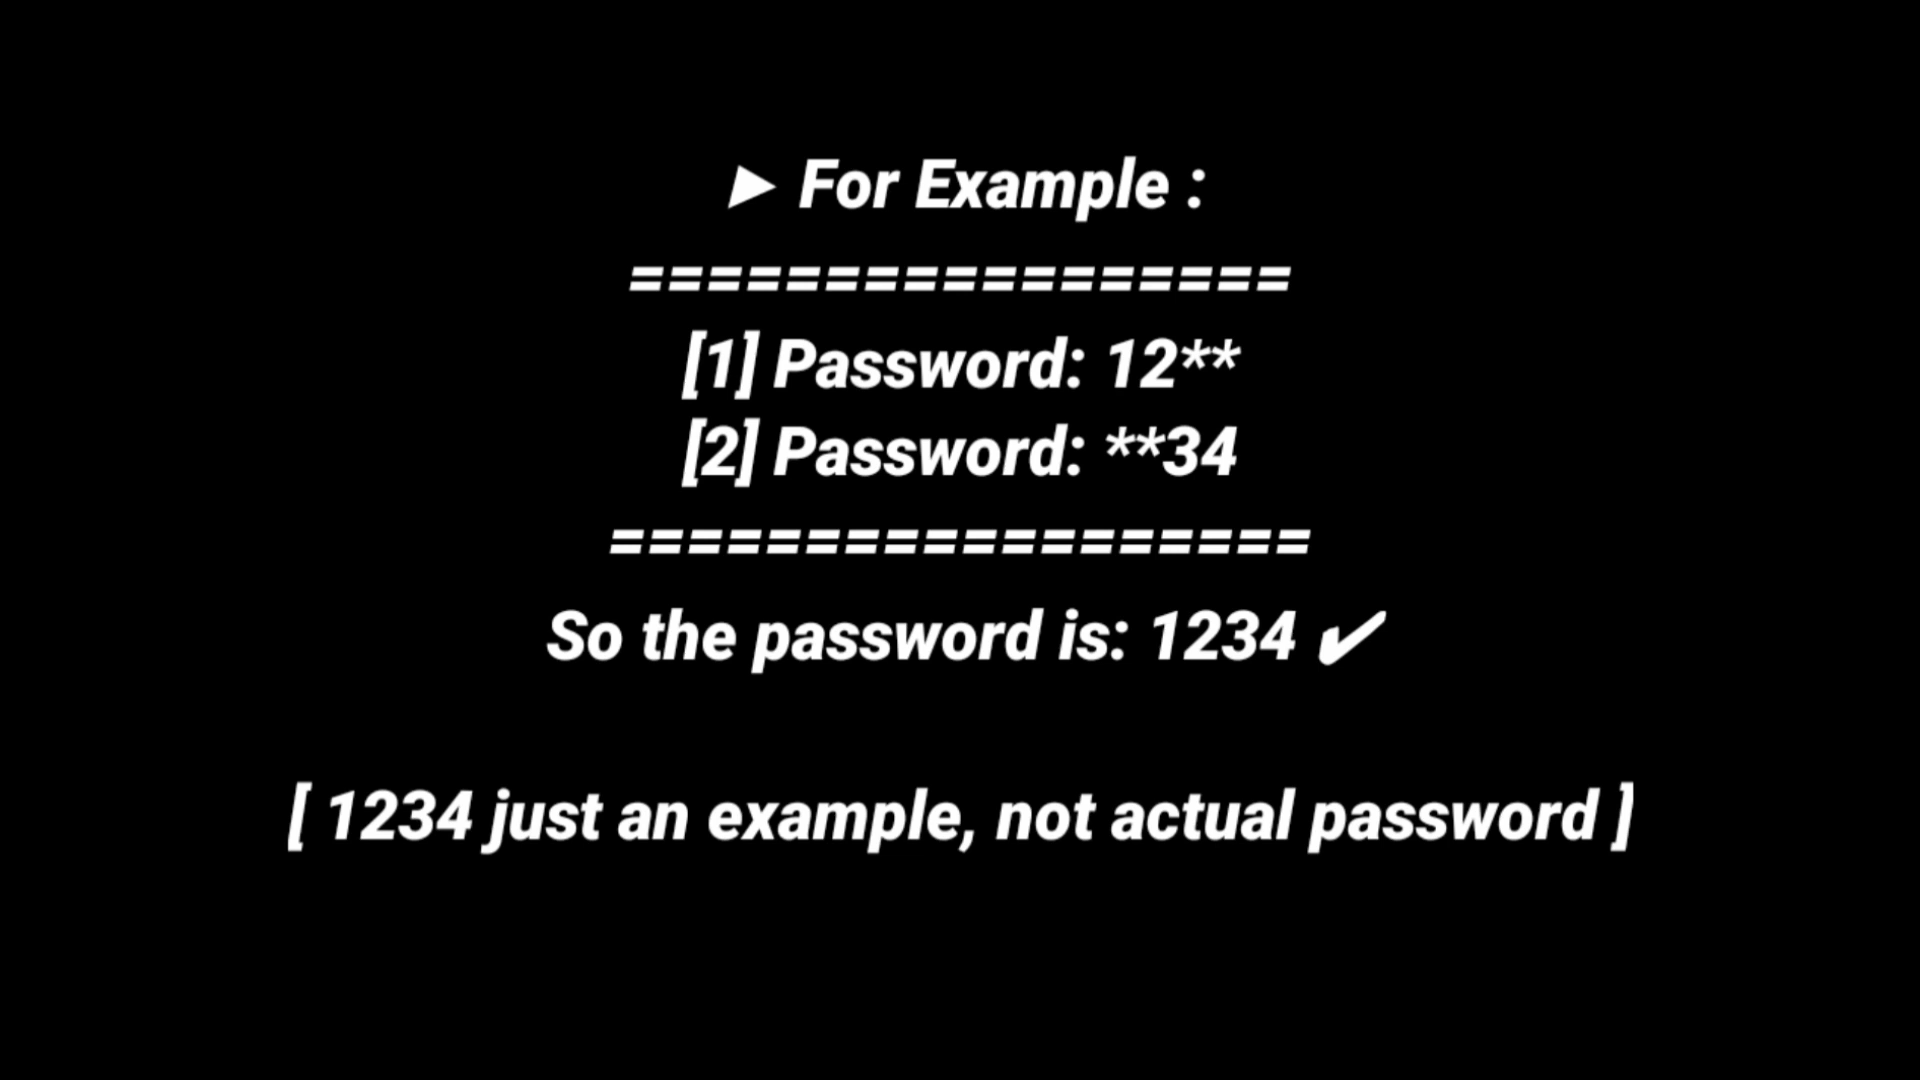 ► For Example :
=================
[1] Password: 12**
[2] Password: **34
==================
So the password is: 1234 ✔
[ 1234 just an example, not actual password ]